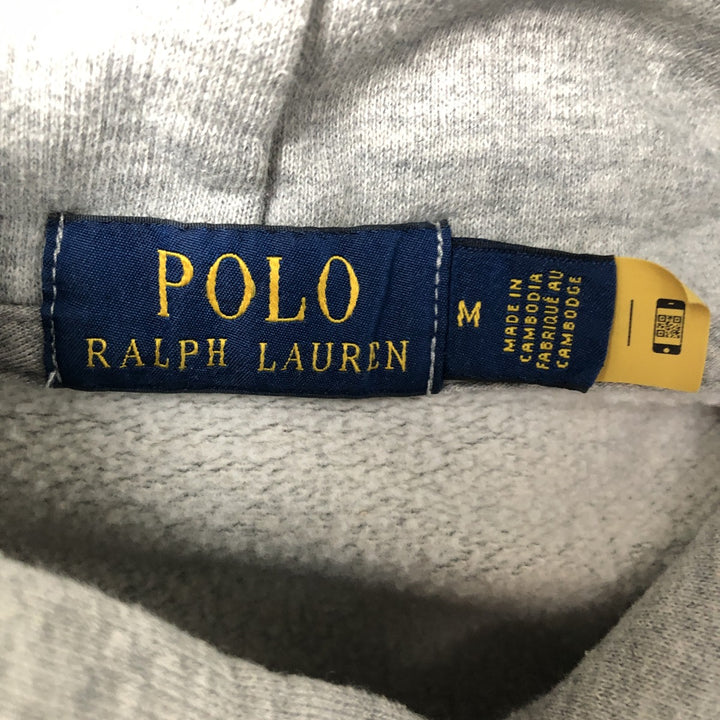 POLO
RALPH LAUREN
M
MADE IN
CAMBODIA
FABRIQUÉ AU
CAMBODGE